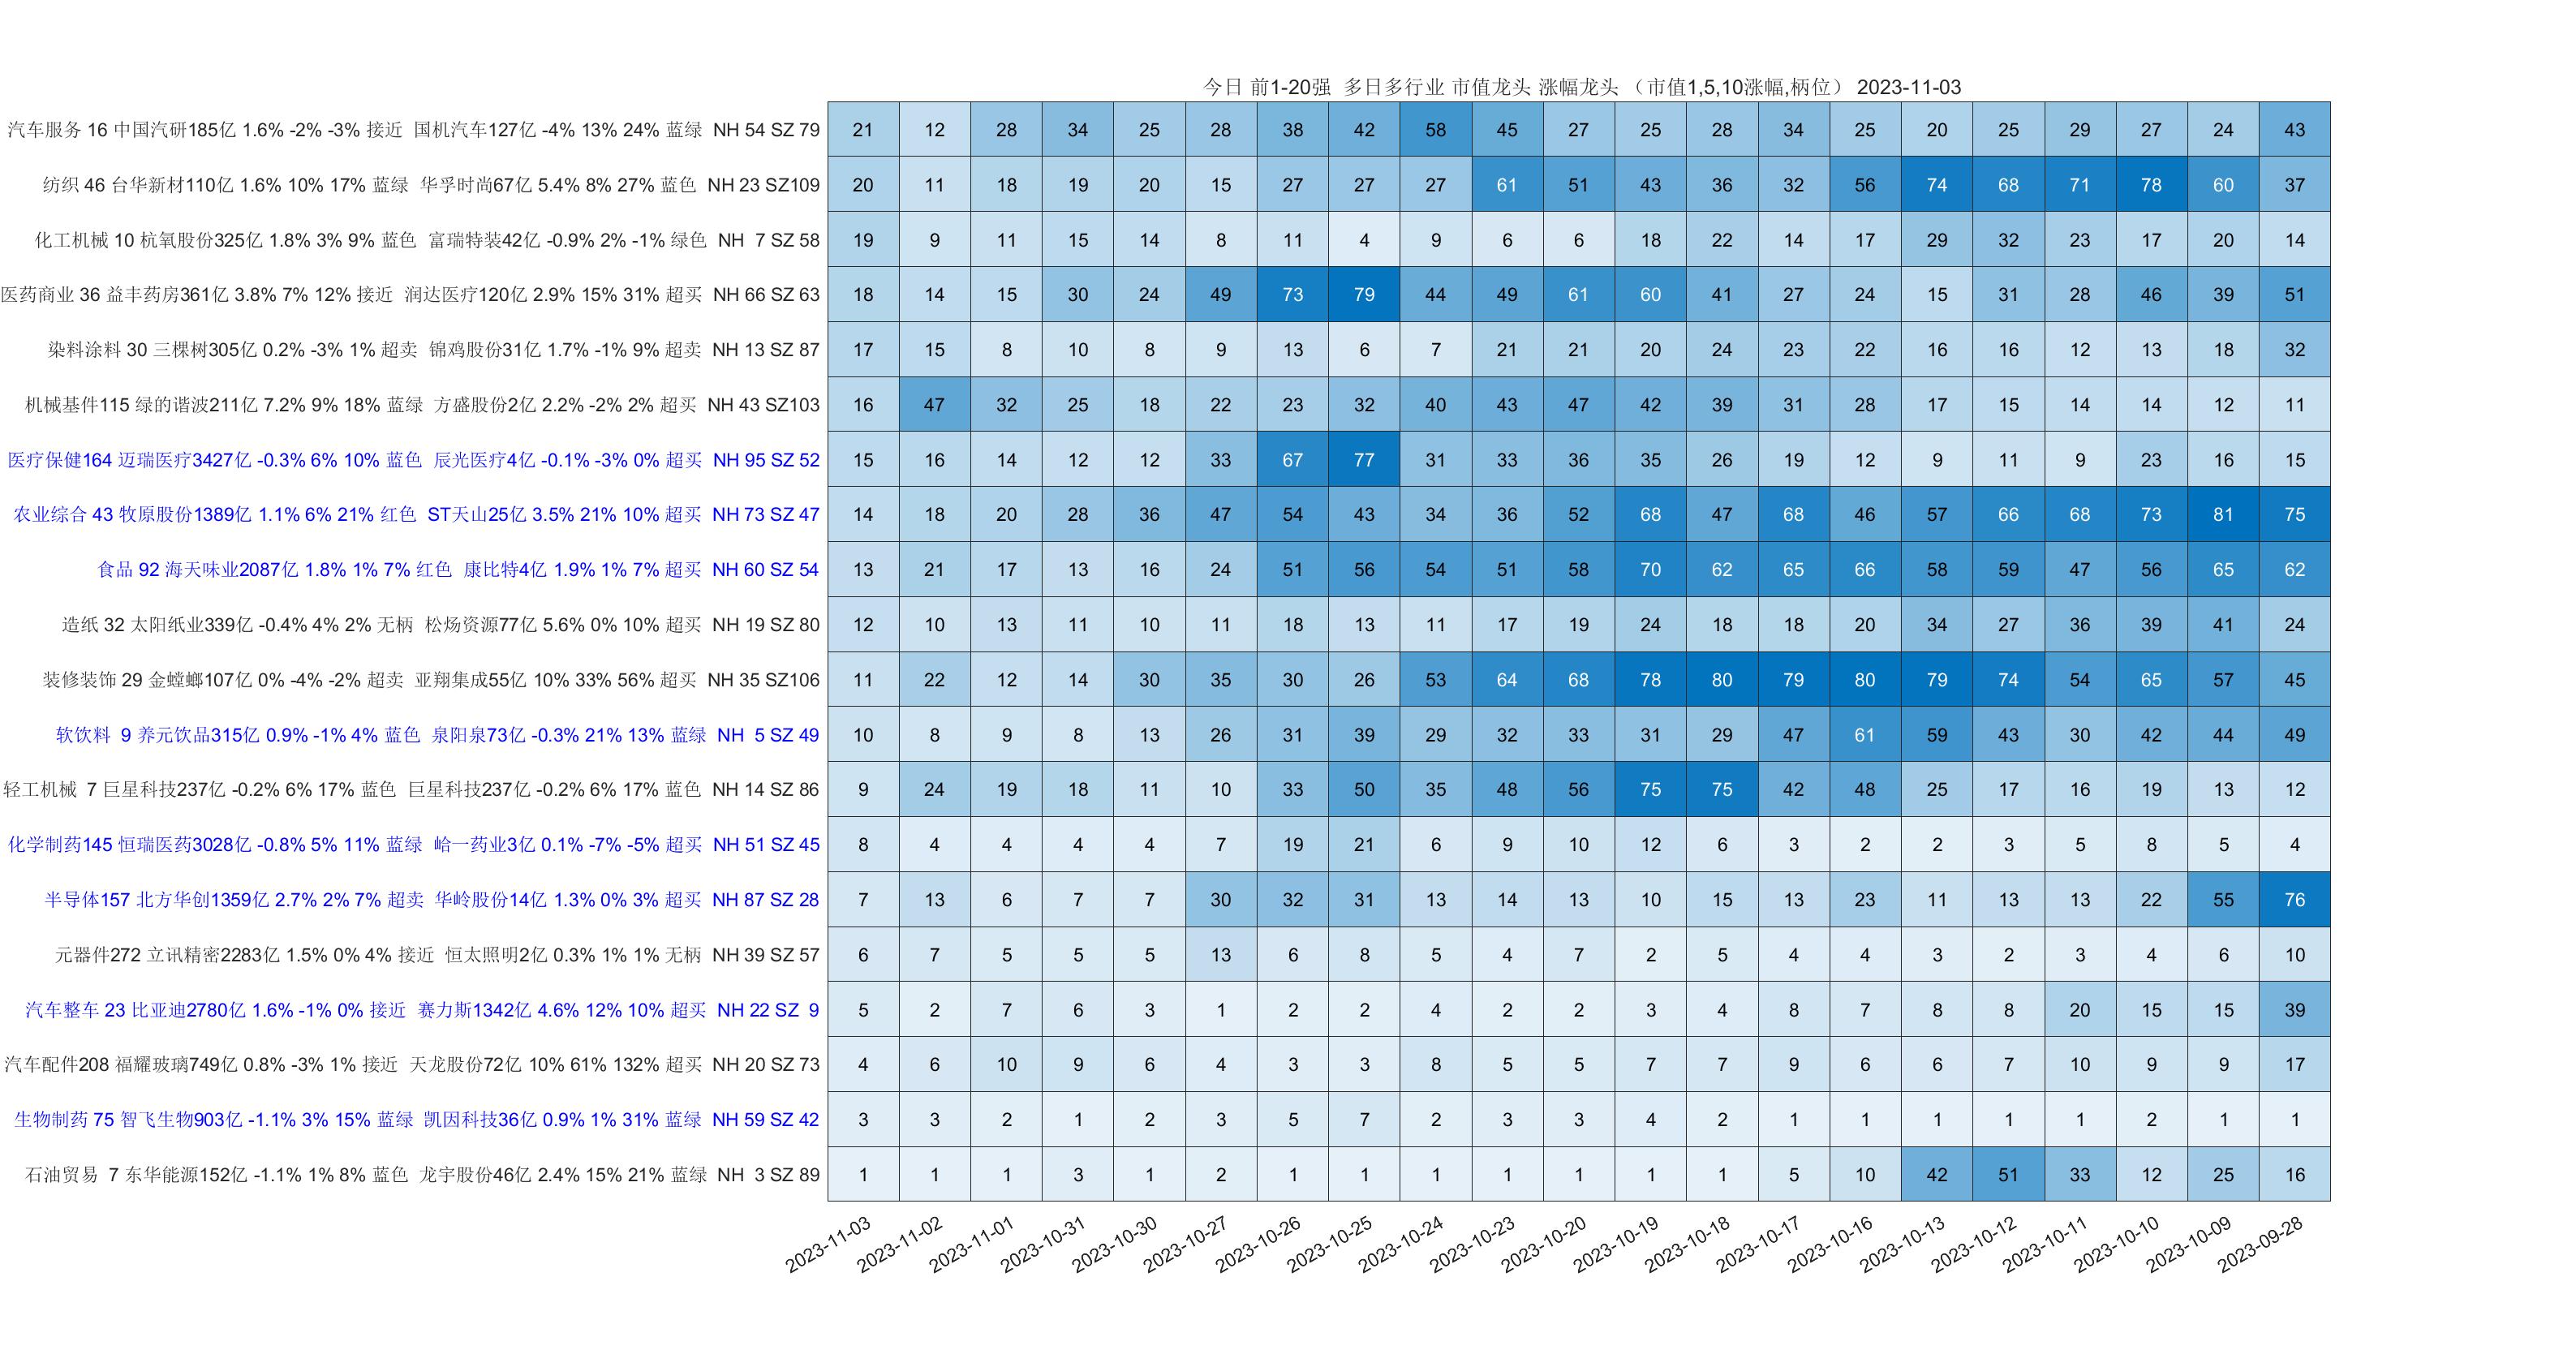 今日 前1-20强 多日多行业 市值龙头 涨幅龙头 （市值1,5,10涨幅,柄位） 2023-11-03
汽车服务 16 中国汽研185亿 1.6% -2% -3% 接近 国机汽车127亿 -4% 13% 24% 蓝绿 NH 54 SZ 79 21 12 28 34 25 28 38 42 58 45 27 25 28 34 25 20 25 29 27 24 43
纺织 46 台华新材110亿 1.6% 10% 17% 蓝绿 华孚时尚67亿 5.4% 8% 27% 蓝色 NH 23 SZ109 20 11 18 19 20 15 27 27 27 61 51 43 36 32 56 74 68 71 78 60 37
化工机械 10 杭氧股份325亿 1.8% 3% 9% 蓝色 富瑞特装42亿 -0.9% 2% -1% 绿色 NH 7 SZ 58 19 9 11 15 14 8 11 4 9 6 6 18 22 14 17 29 32 23 17 20 14
医药商业 36 益丰药房361亿 3.8% 7% 12% 接近 润达医疗120亿 2.9% 15% 31% 超买 NH 66 SZ 63 18 14 15 30 24 49 73 79 44 49 61 60 41 27 24 15 31 28 46 39 51
染料涂料 30 三棵树305亿 0.2% -3% 1% 超卖 锦鸡股份31亿 1.7% -1% 9% 超卖 NH 13 SZ 87 17 15 8 10 8 9 13 6 7 21 21 20 24 23 22 16 16 12 13 18 32
机械基件115 绿的谐波211亿 7.2% 9% 18% 蓝绿 方盛股份2亿 2.2% -2% 2% 超买 NH 43 SZ103 16 47 32 25 18 22 23 32 40 43 47 42 39 31 28 17 15 14 14 12 11
医疗保健164 迈瑞医疗3427亿 -0.3% 6% 10% 蓝色 辰光医疗4亿 -0.1% -3% 0% 超买 NH 95 SZ 52 15 16 14 12 12 33 67 77 31 33 36 35 26 19 12 9 11 9 23 16 15
农业综合 43 牧原股份1389亿 1.1% 6% 21% 红色 ST天山25亿 3.5% 21% 10% 超买 NH 73 SZ 47 14 18 20 28 36 47 54 43 34 36 52 68 47 68 46 57 66 68 73 81 75
食品 92 海天味业2087亿 1.8% 1% 7% 红色 康比特4亿 1.9% 1% 7% 超买 NH 60 SZ 54 13 21 17 13 16 24 51 56 54 51 58 70 62 65 66 58 59 47 56 65 62
造纸 32 太阳纸业339亿 -0.4% 4% 2% 无柄 松炀资源77亿 5.6% 0% 10% 超买 NH 19 SZ 80 12 10 13 11 10 11 18 13 11 17 19 24 18 18 20 34 27 36 39 41 24
装修装饰 29 金螳螂107亿 0% -4% -2% 超卖 亚翔集成55亿 10% 33% 56% 超买 NH 35 SZ106 11 22 12 14 30 35 30 26 53 64 68 78 80 79 80 79 74 54 65 57 45
软饮料 9 养元饮品315亿 0.9% -1% 4% 蓝色 泉阳泉73亿 -0.3% 21% 13% 蓝绿 NH 5 SZ 49 10 8 9 8 13 26 31 39 29 32 33 31 29 47 61 59 43 30 42 44 49
轻工机械 7 巨星科技237亿 -0.2% 6% 17% 蓝色 巨星科技237亿 -0.2% 6% 17% 蓝色 NH 14 SZ 86 9 24 19 18 11 10 33 50 35 48 56 75 75 42 48 25 17 16 19 13 12
化学制药145 恒瑞医药3028亿 -0.8% 5% 11% 蓝绿 峆一药业3亿 0.1% -7% -5% 超买 NH 51 SZ 45 8 4 4 4 4 7 19 21 6 9 10 12 6 3 2 2 3 5 8 5 4
半导体157 北方华创1359亿 2.7% 2% 7% 超卖 华岭股份14亿 1.3% 0% 3% 超买 NH 87 SZ 28 7 13 6 7 7 30 32 31 13 14 13 10 15 13 23 11 13 13 22 55 76
元器件272 立讯精密2283亿 1.5% 0% 4% 接近 恒太照明2亿 0.3% 1% 1% 无柄 NH 39 SZ 57 6 7 5 5 5 13 6 8 5 4 7 2 5 4 4 3 2 3 4 6 10
汽车整车 23 比亚迪2780亿 1.6% -1% 0% 接近 赛力斯1342亿 4.6% 12% 10% 超买 NH 22 SZ 9 5 2 7 6 3 1 2 2 4 2 2 3 4 8 7 8 8 20 15 15 39
汽车配件208 福耀玻璃749亿 0.8% -3% 1% 接近 天龙股份72亿 10% 61% 132% 超买 NH 20 SZ 73 4 6 10 9 6 4 3 3 8 5 5 7 7 9 6 6 7 10 9 9 17
生物制药 75 智飞生物903亿 -1.1% 3% 15% 蓝绿 凯因科技36亿 0.9% 1% 31% 蓝绿 NH 59 SZ 42 3 3 2 1 2 3 5 7 2 3 3 4 2 1 1 1 1 1 2 1 1
石油贸易 7 东华能源152亿 -1.1% 1% 8% 蓝色 龙宇股份46亿 2.4% 15% 21% 蓝绿 NH 3 SZ 89 1 1 1 3 1 2 1 1 1 1 1 1 1 5 10 42 51 33 12 25 16
2023-11-03 2023-11-02 2023-11-01 2023-10-31 2023-10-30 2023-10-27 2023-10-26 2023-10-25 2023-10-24 2023-10-23 2023-10-20 2023-10-19 2023-10-18 2023-10-17 2023-10-16 2023-10-13 2023-10-12 2023-10-11 2023-10-10 2023-10-09 2023-09-28